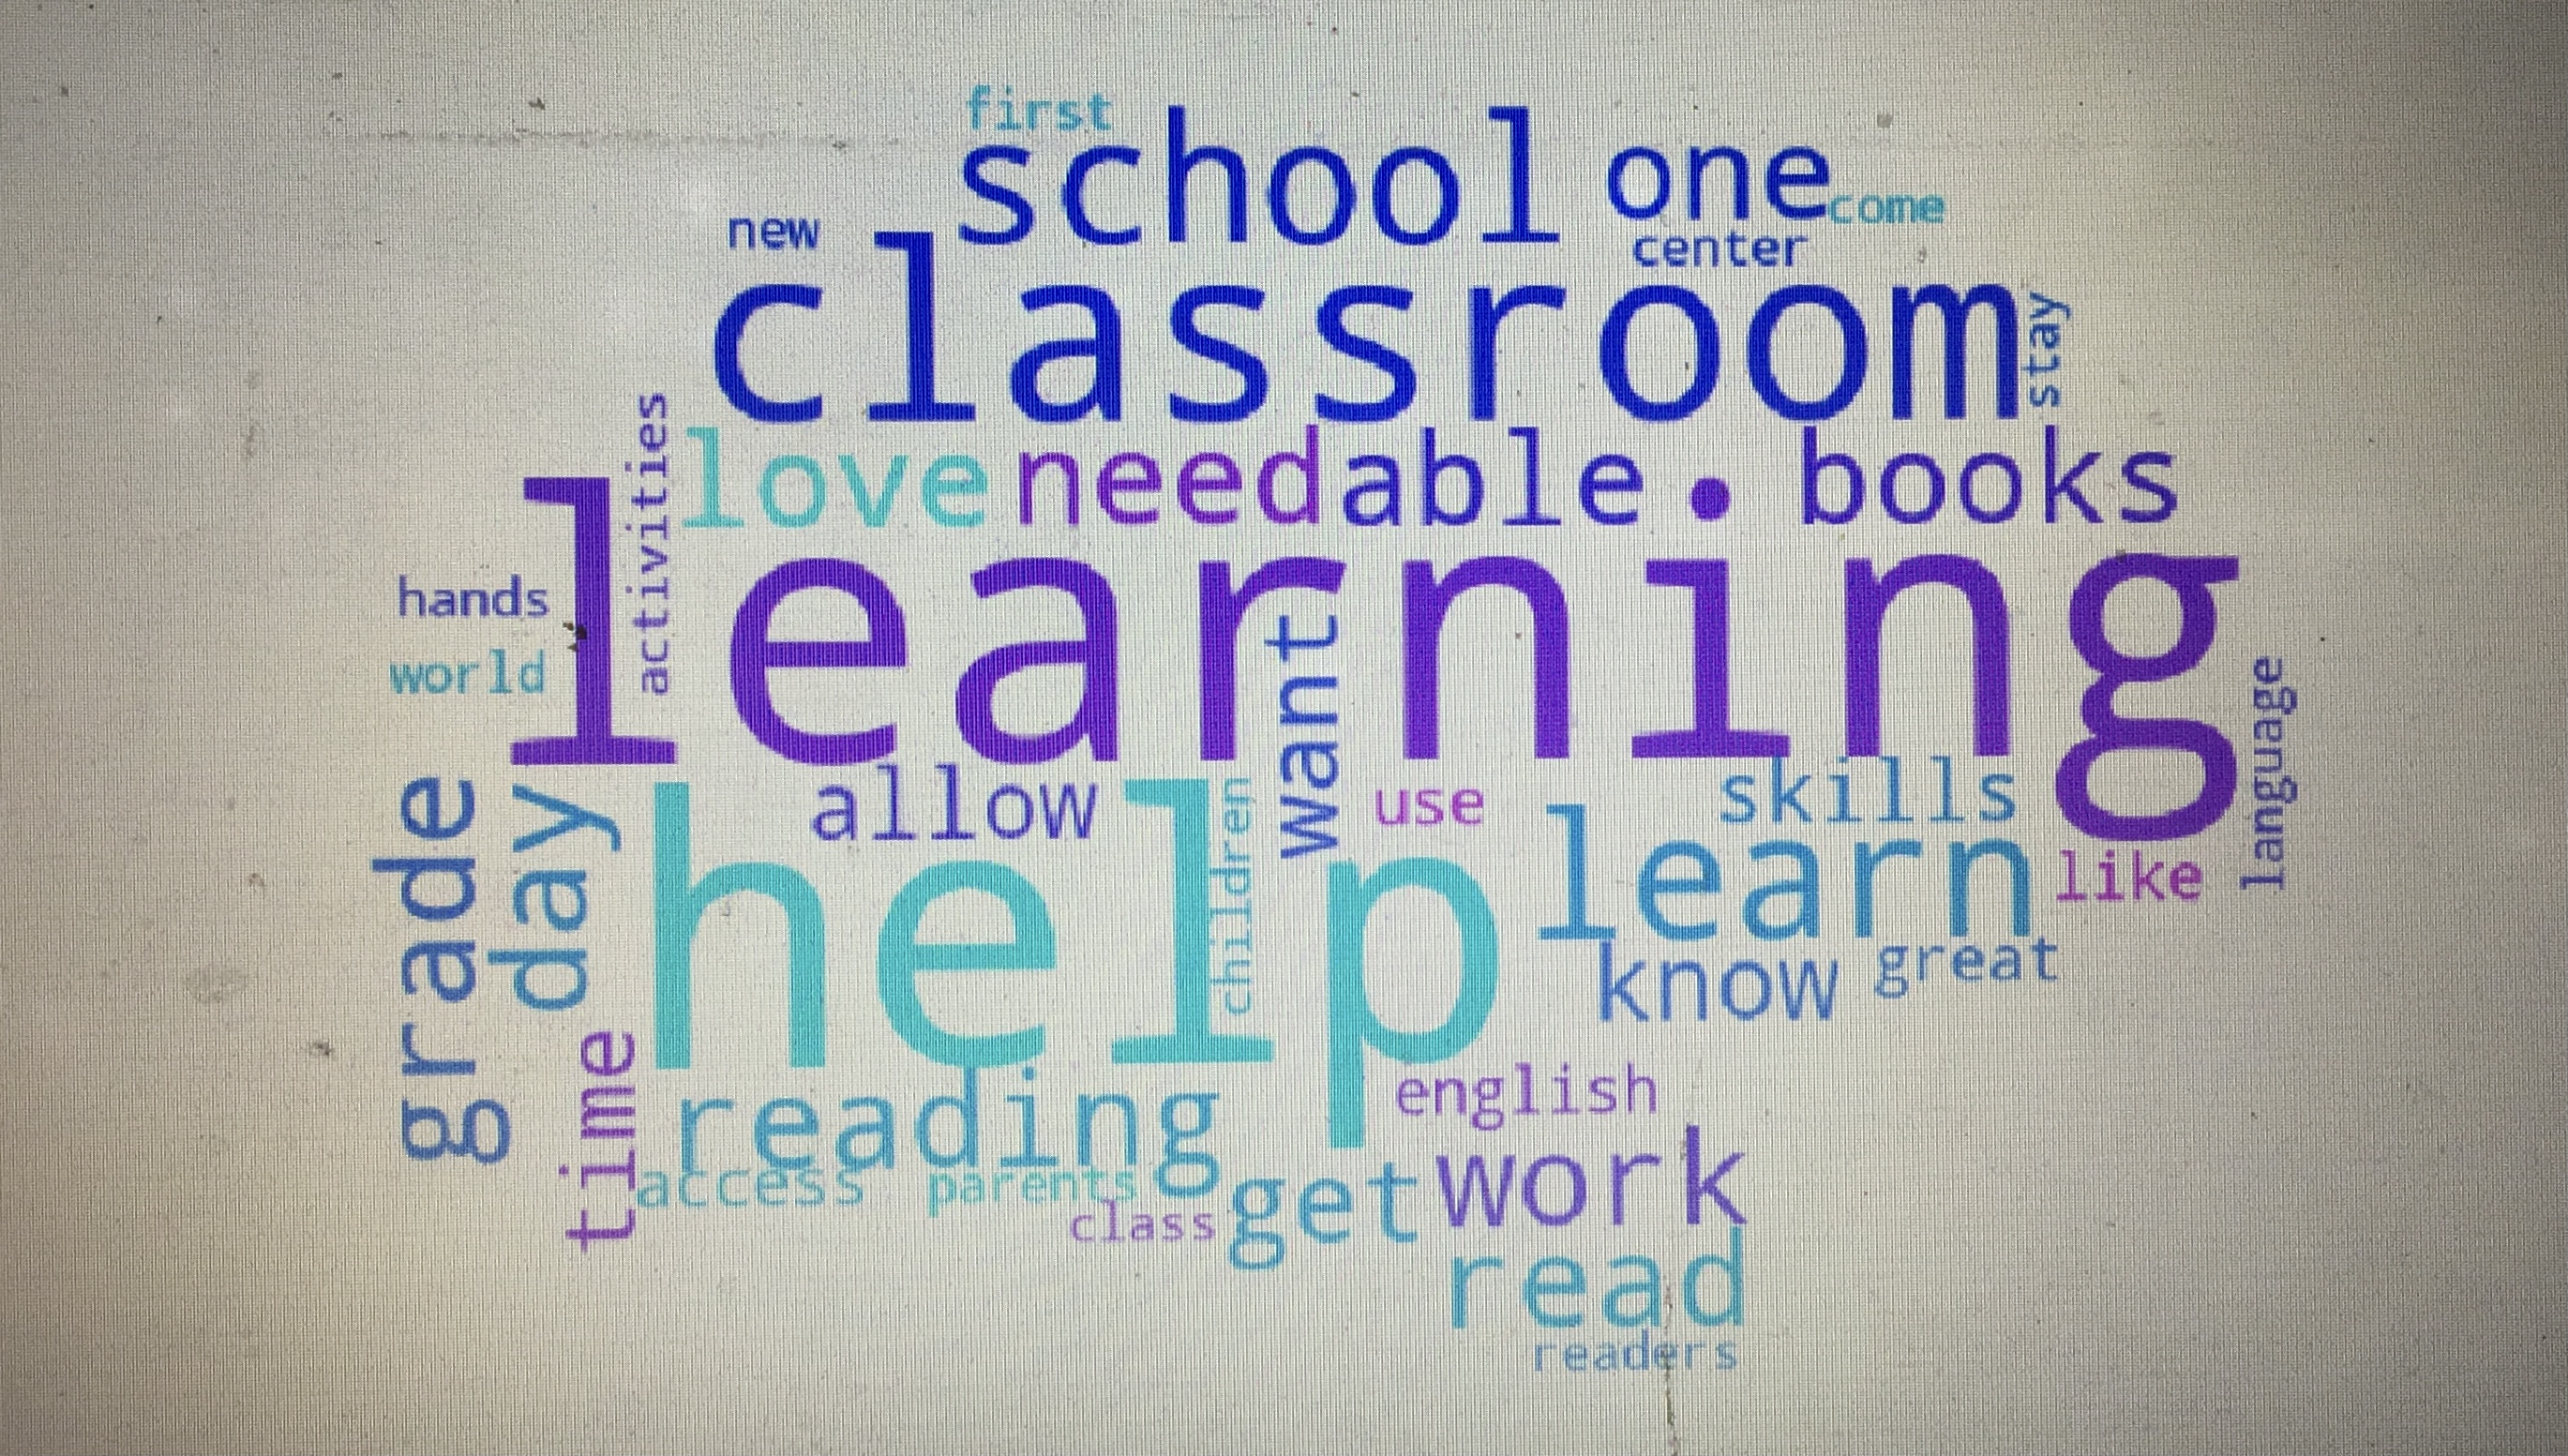 first
school one
come
new
center
classroom
stay
activities
love need able books
learning
hands
world
want
language
grade
day
allow
use
skills
help
children
learn
like
know great
time
reading
english
access parents
class
get work
read
readers